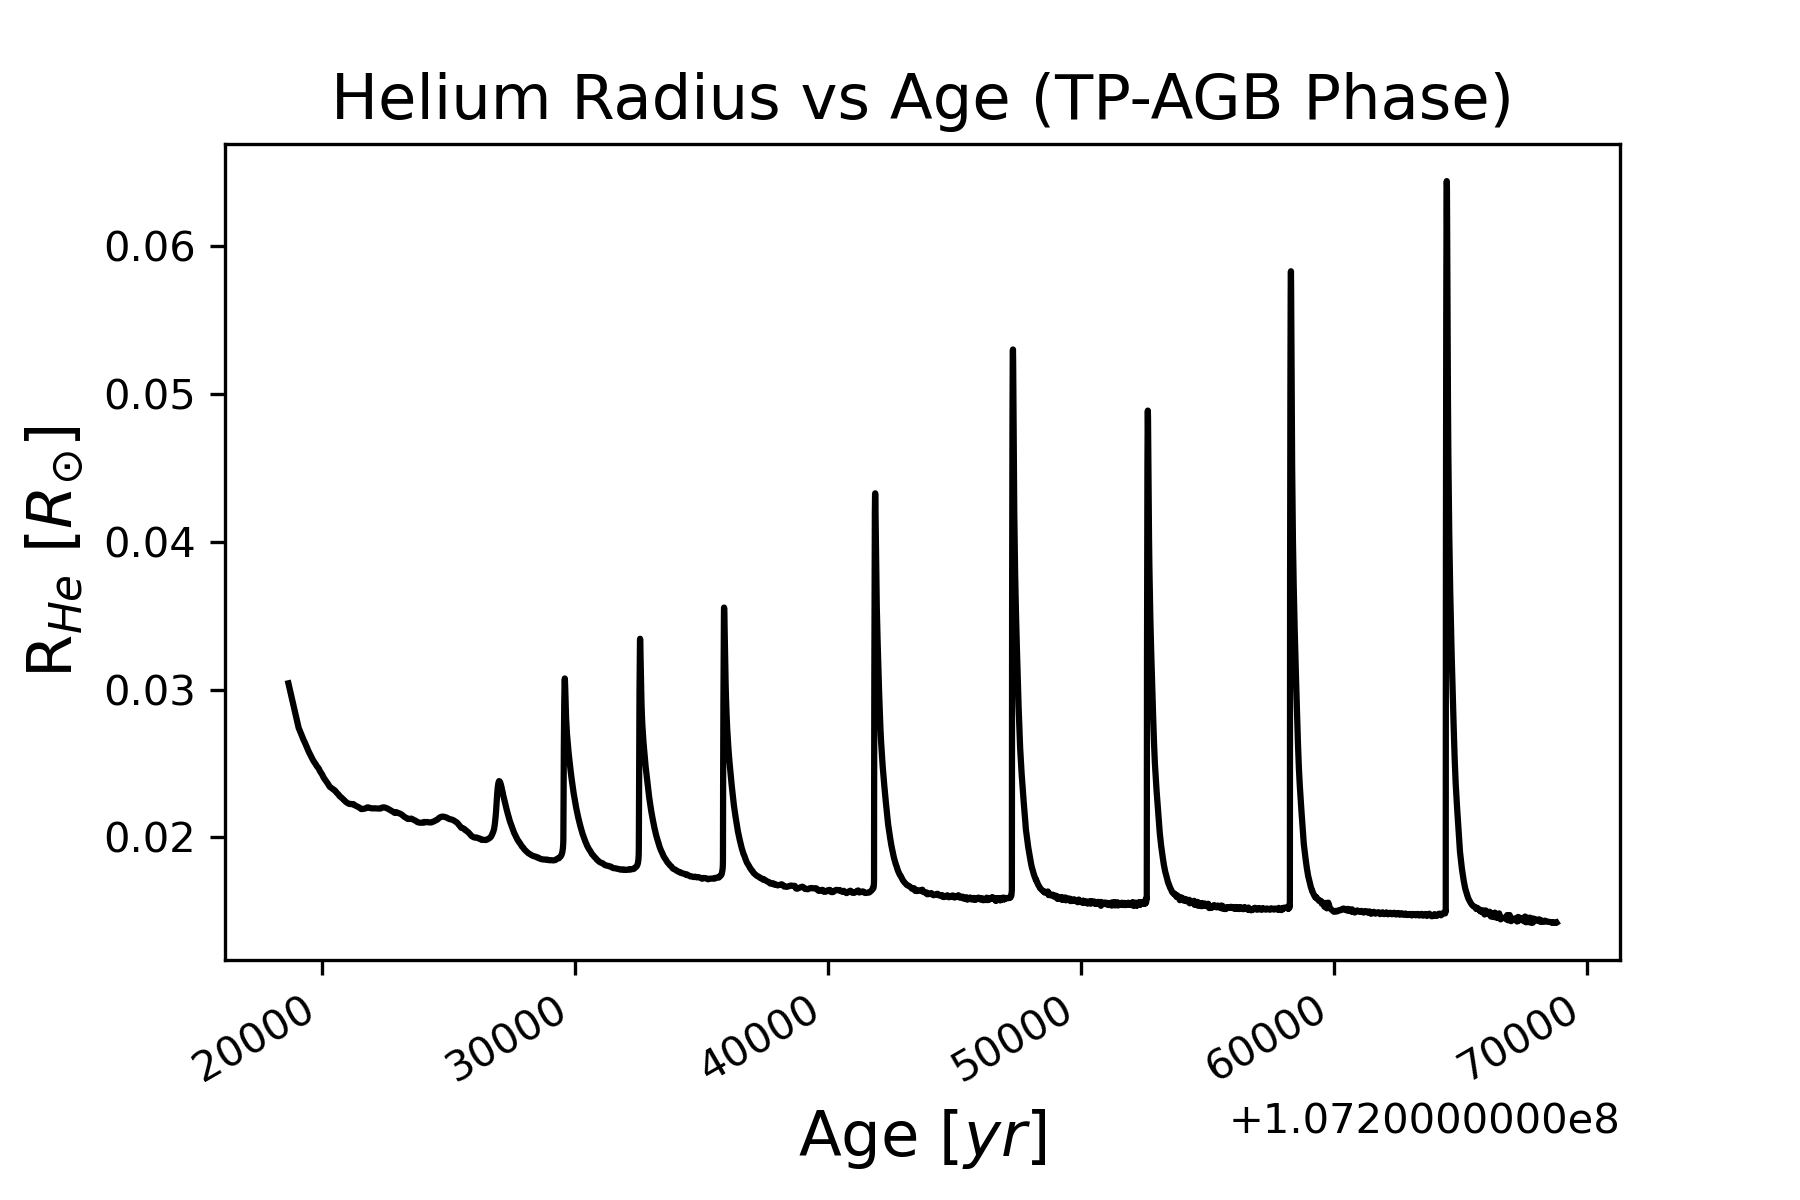 Helium Radius vs Age (TP-AGB Phase)
R_{He} [R_⊙]
0.06
0.05
0.04
0.03
0.02
20000 30000 40000 50000 60000 70000
+1.0720000000e8
Age [yr]